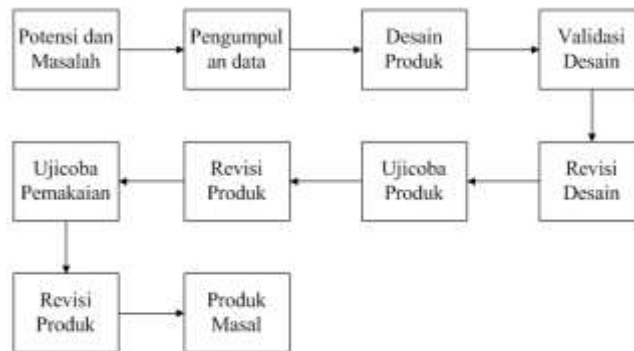 Potensi dan
Masalah
Pengumpul
an data
Desain
Produk
Validasi
Desain
Revisi
Desain
Ujicoba
Produk
Revisi
Produk
Ujicoba
Pemakaian
Revisi
Produk
Produk
Masal